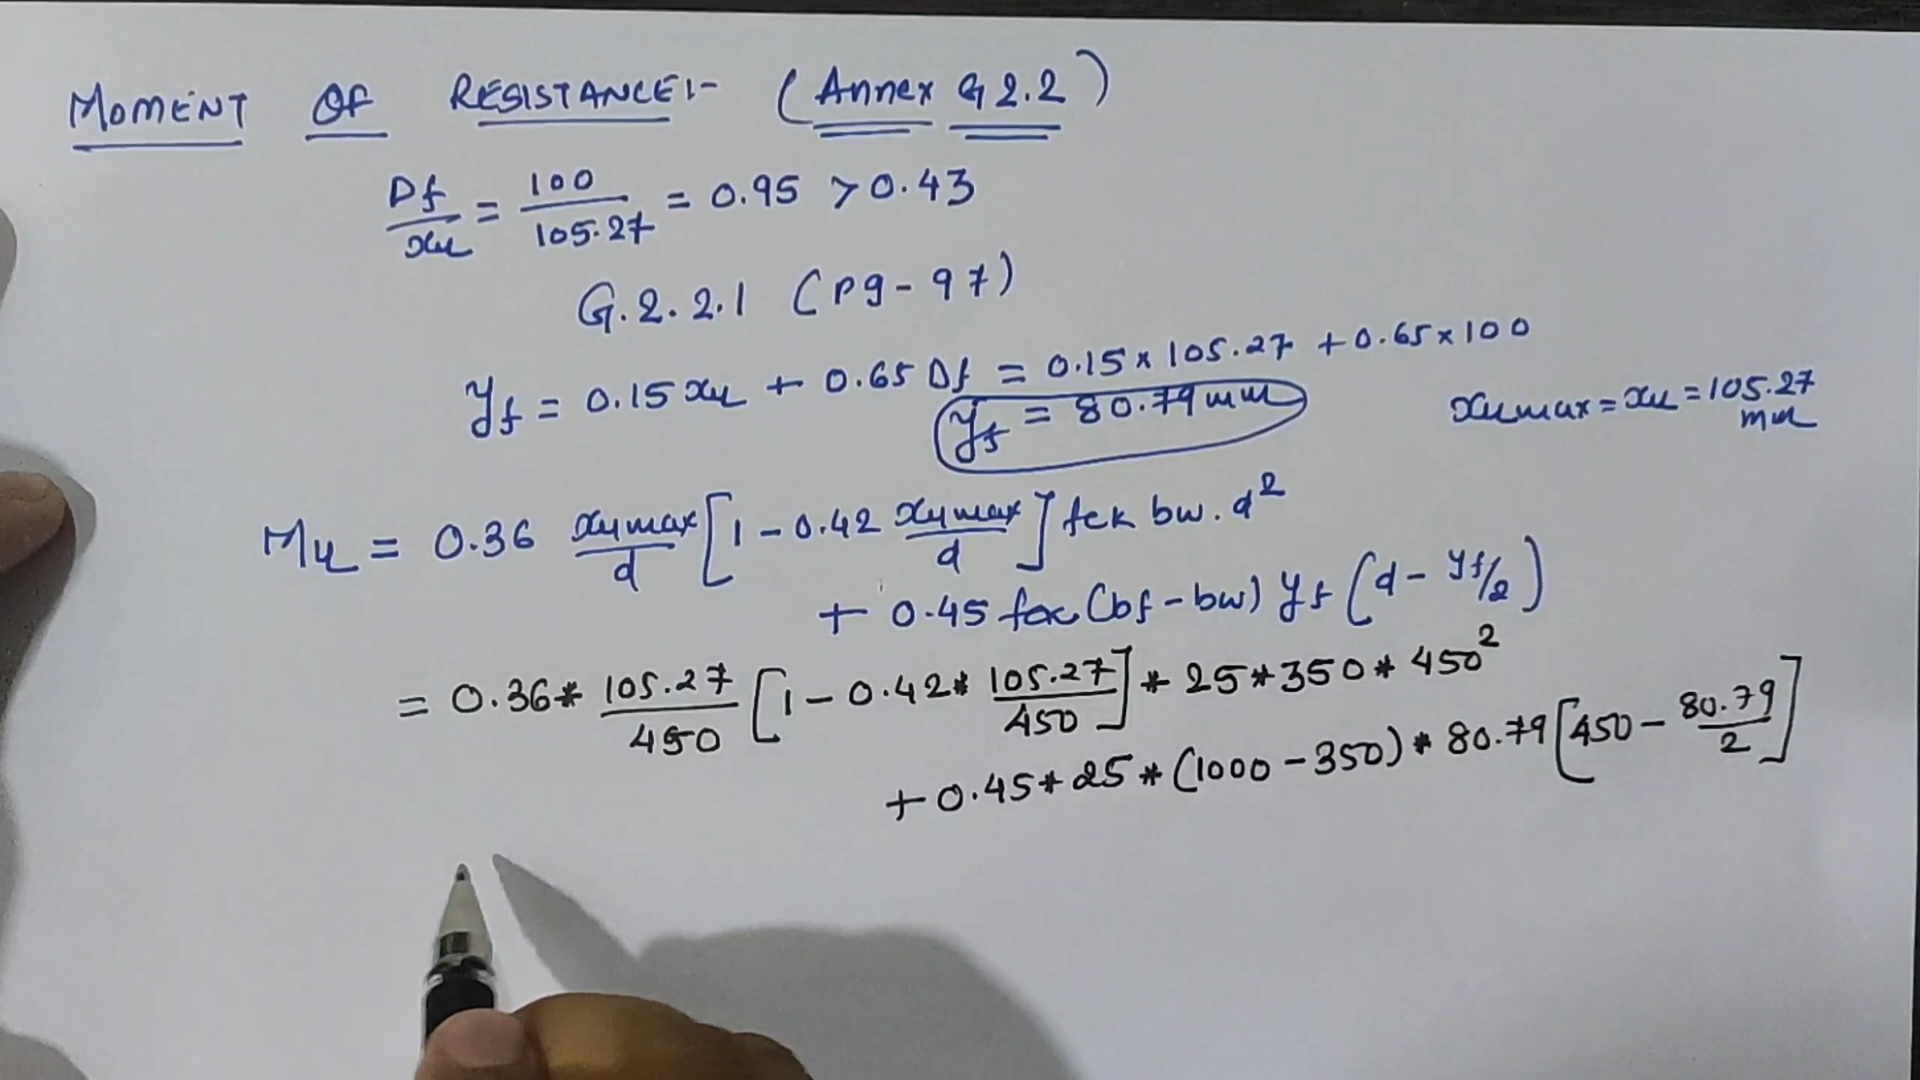 MOMENT OF RESISTANCE:- (Annex G 2.2)
Df/xu = 100/105.27 = 0.95 > 0.43
G.2.2.1 (Pg-97)
yf = 0.15 xu + 0.65 Df = 0.15 × 105.27 + 0.65 × 100
yf = 80.79 mm
xumax = xu = 105.27 mm
Mu = 0.36 xumax/d [1 - 0.42 xumax/d] fck bw. d²
+ 0.45 fck (bf - bw) yf (d - yf/2)
= 0.36 * 105.27/450 [1 - 0.42 * 105.27/450] * 25 * 350 * 450²
+ 0.45 * 25 * (1000 - 350) * 80.79 [450 - 80.79/2]